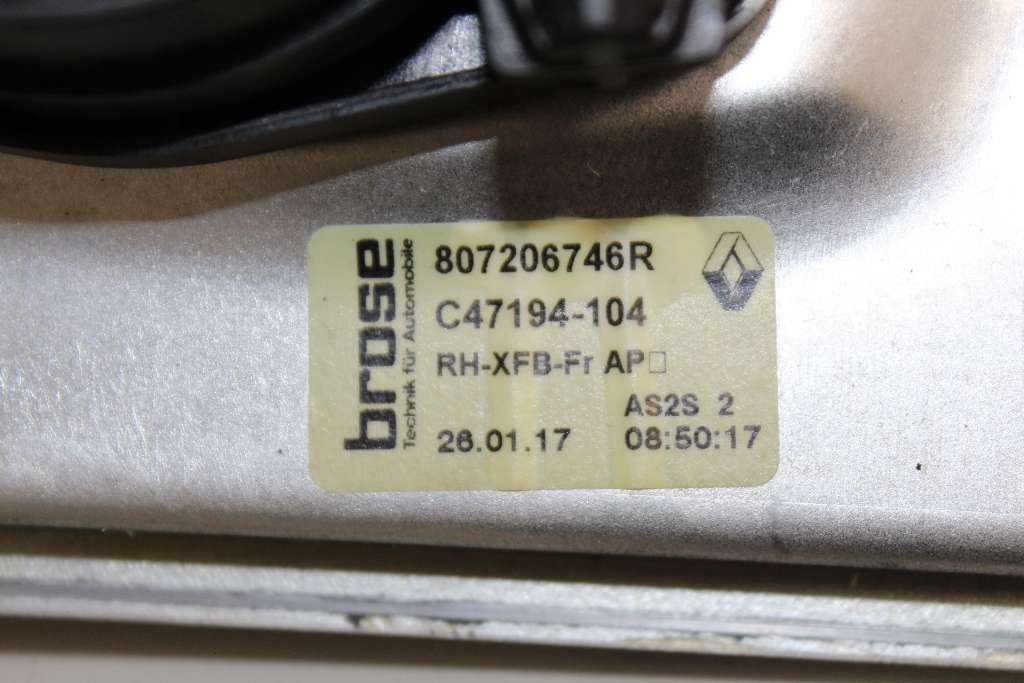 brose
Technik für Automobile
807206746R
C47194-104
RH-XFB-Fr AP□
AS2S 2
26.01.17 08:50:17